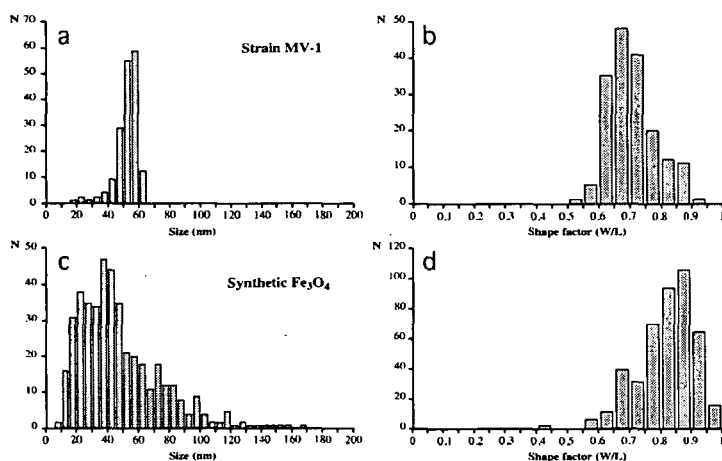 N
70
60
50
40
30
20
10
0
a
Strain MV-1
0 20 40 60 80 100 120 140 160 180 200
Size (nm)
N
50
40
30
20
10
0
b
0 0.1 0.2 0.3 0.4 0.5 0.6 0.7 0.8 0.9 1
Shape factor (W/L)
N
50
40
30
20
10
0
c
Synthetic Fe₃O₄
0 20 40 60 80 100 120 140 160 180 200
Size (nm)
N
120
100
80
60
40
20
0
d
0 0.1 0.2 0.3 0.4 0.5 0.6 0.7 0.8 0.9 1
Shape factor (W/L)